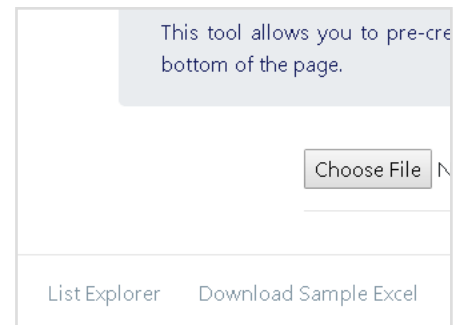 This tool allows you to pre-cre
bottom of the page.
Choose File N
List Explorer Download Sample Excel